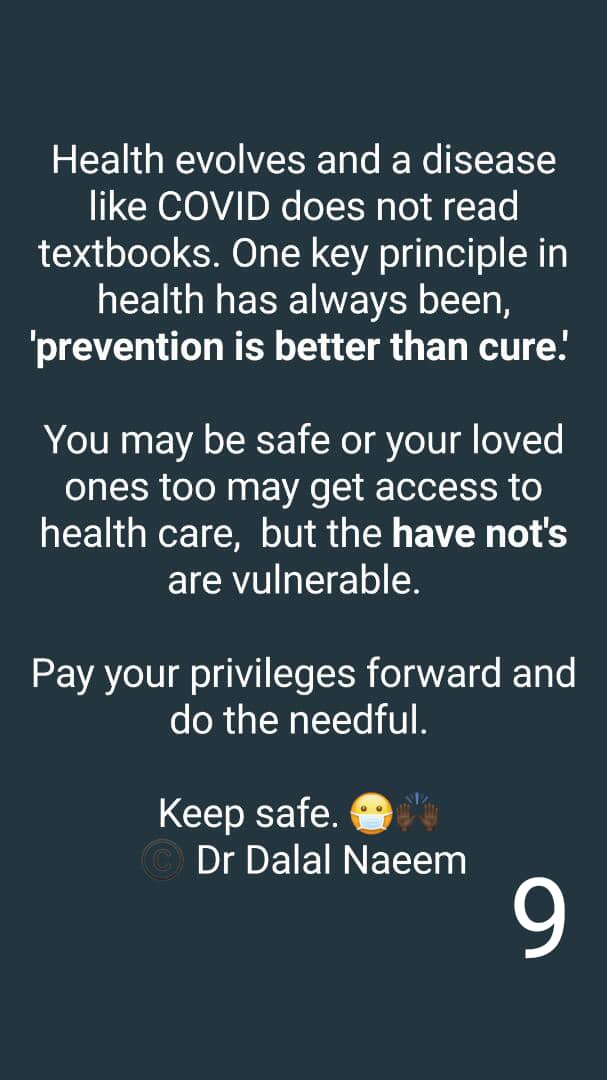 Health evolves and a disease
like COVID does not read
textbooks. One key principle in
health has always been,
'prevention is better than cure.'
You may be safe or your loved
ones too may get access to
health care,  but the have not's
are vulnerable.
Pay your privileges forward and
do the needful.
Keep safe. 😷🙌🏿
©️ Dr Dalal Naeem
9